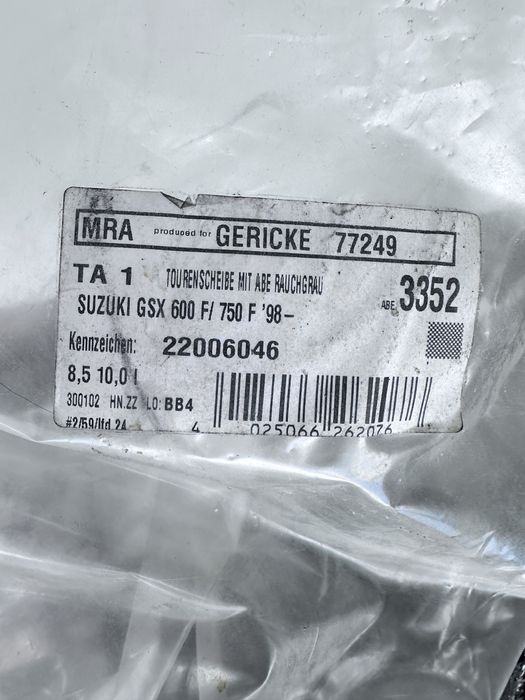 MRA produced for GERICKE 77249
TA 1 TOURENSCHEIBE MIT ABE RAUCHGRAU
ABE 3352
SUZUKI GSX 600 F/ 750 F '98-
Kennzeichen: 22006046
8,5 10,0 l
300102 HN.ZZ LO: BB4
#2/59/lfd 24
4 025066 262076